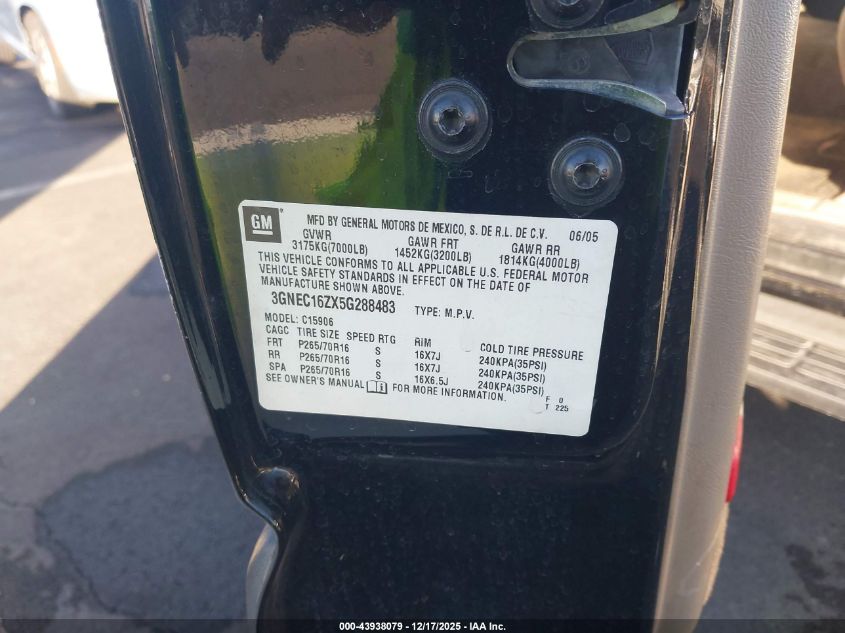 GM
MFD BY GENERAL MOTORS DE MEXICO, S. DE R.L. DE C.V. 06/05
GVWR GAWR FRT GAWR RR
3175KG(7000LB) 1452KG(3200LB) 1814KG(4000LB)
THIS VEHICLE CONFORMS TO ALL APPLICABLE U.S. FEDERAL MOTOR
VEHICLE SAFETY STANDARDS IN EFFECT ON THE DATE OF
MANUFACTURE SHOWN ABOVE.
3GNEC16ZX5G288483 TYPE: M.P.V.
MODEL: C15906
CAGC TIRE SIZE SPEED RTG RIM COLD TIRE PRESSURE
FRT P265/70R16 S 16X7J 240KPA(35PSI)
RR P265/70R16 S 16X7J 240KPA(35PSI)
SPA P265/70R16 S 16X6.5J 240KPA(35PSI)
SEE OWNER'S MANUAL FOR MORE INFORMATION.
F 0
T 225
000-43938079 - 12/17/2025 - IAA Inc.